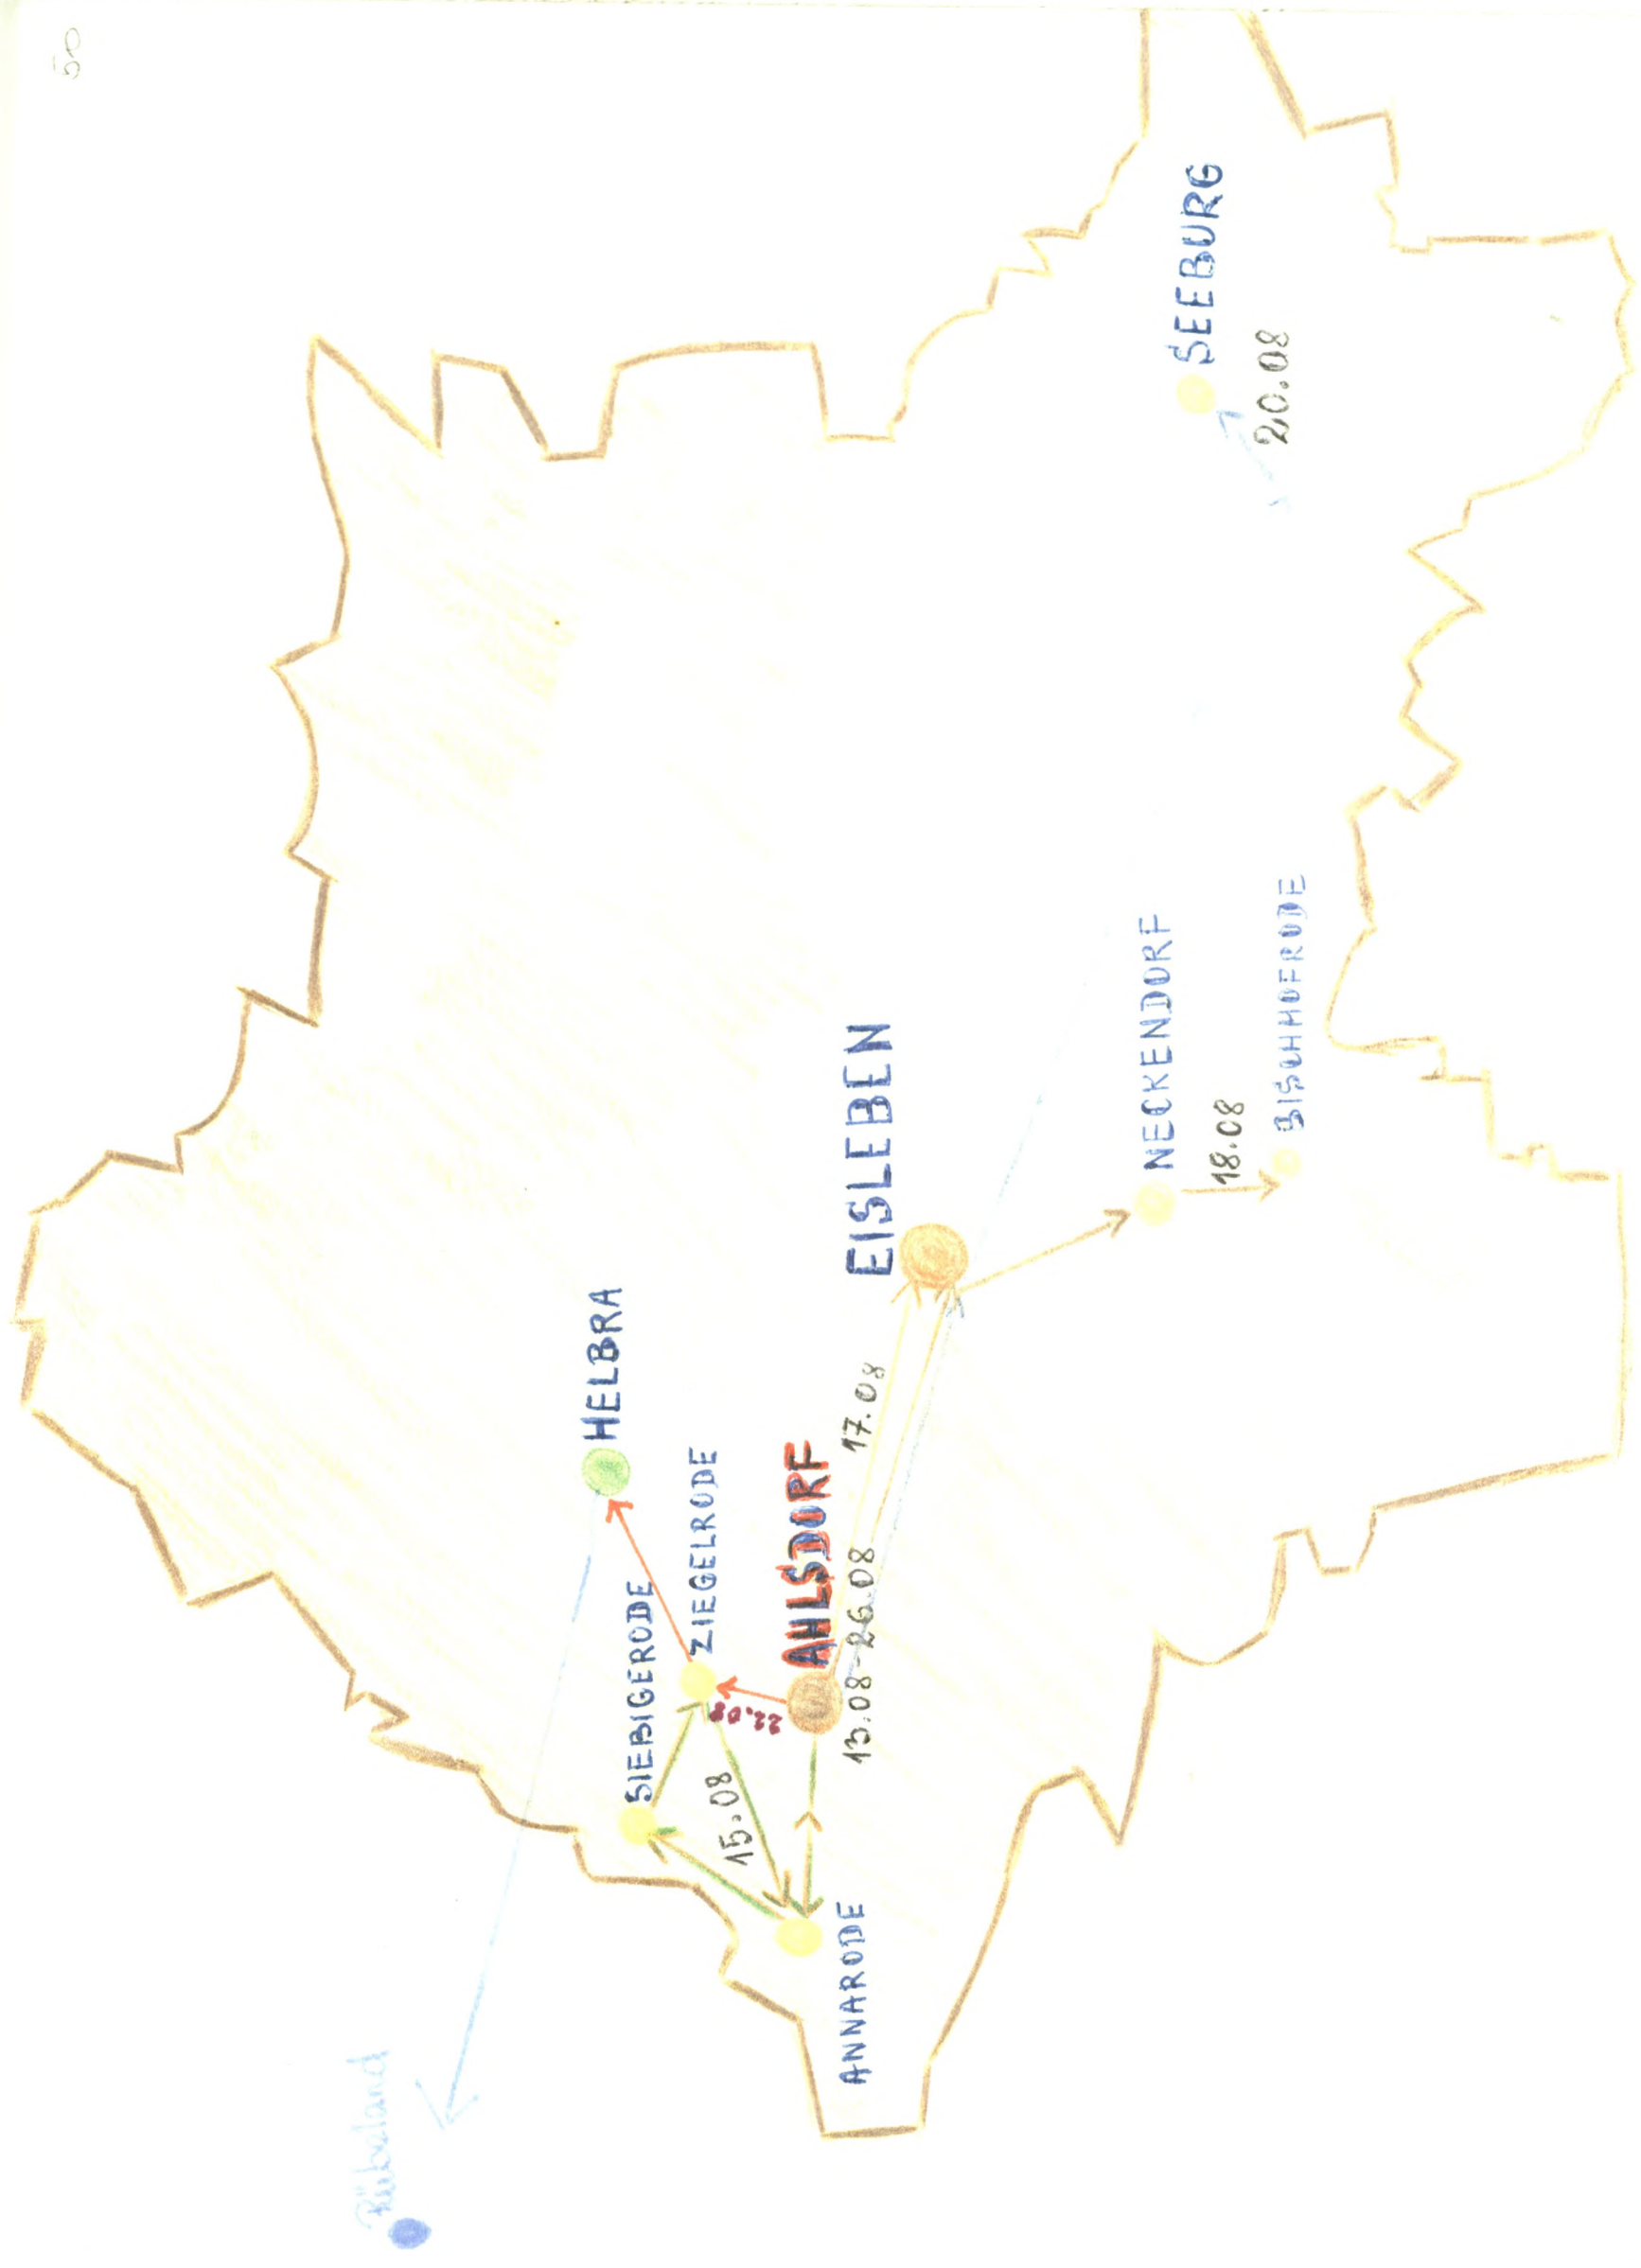 50
Rübeland
HELBRA
SIEBIGERODE
ZIEGELRODE
15.08
22.08
AHLSDORF
ANNARODE
13.08-26.08
17.08
EISLEBEN
NECKENDORF
SEEBURG
18.08
20.08
BISCHHOFRODE